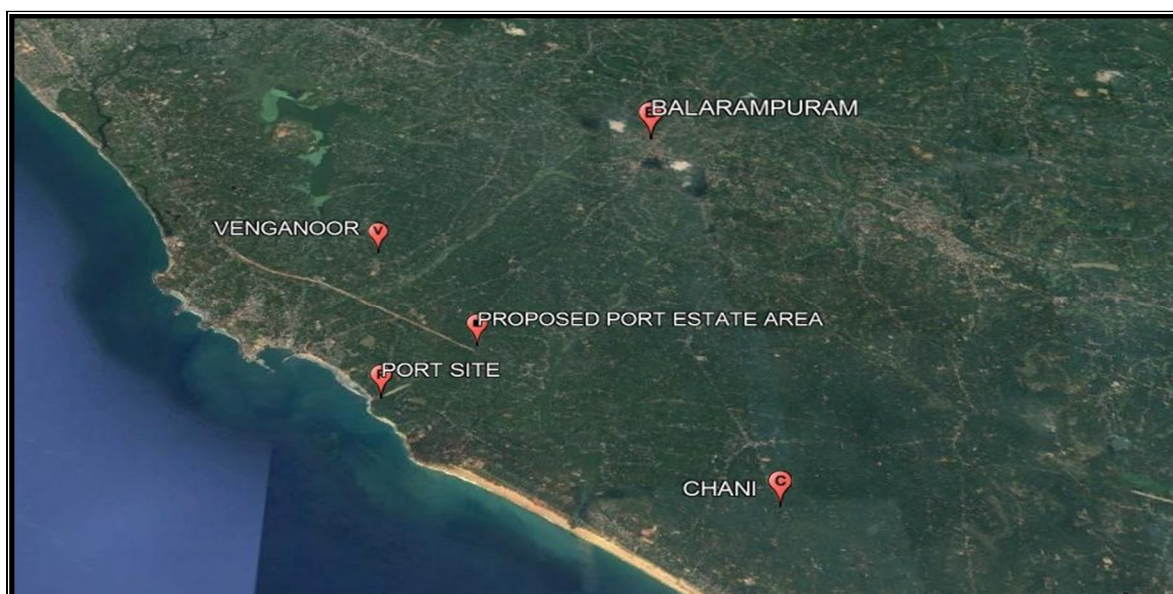 BALARAMPURAM
V
VENGANOOR
PROPOSED PORT ESTATE AREA
PORT SITE
C
CHANI